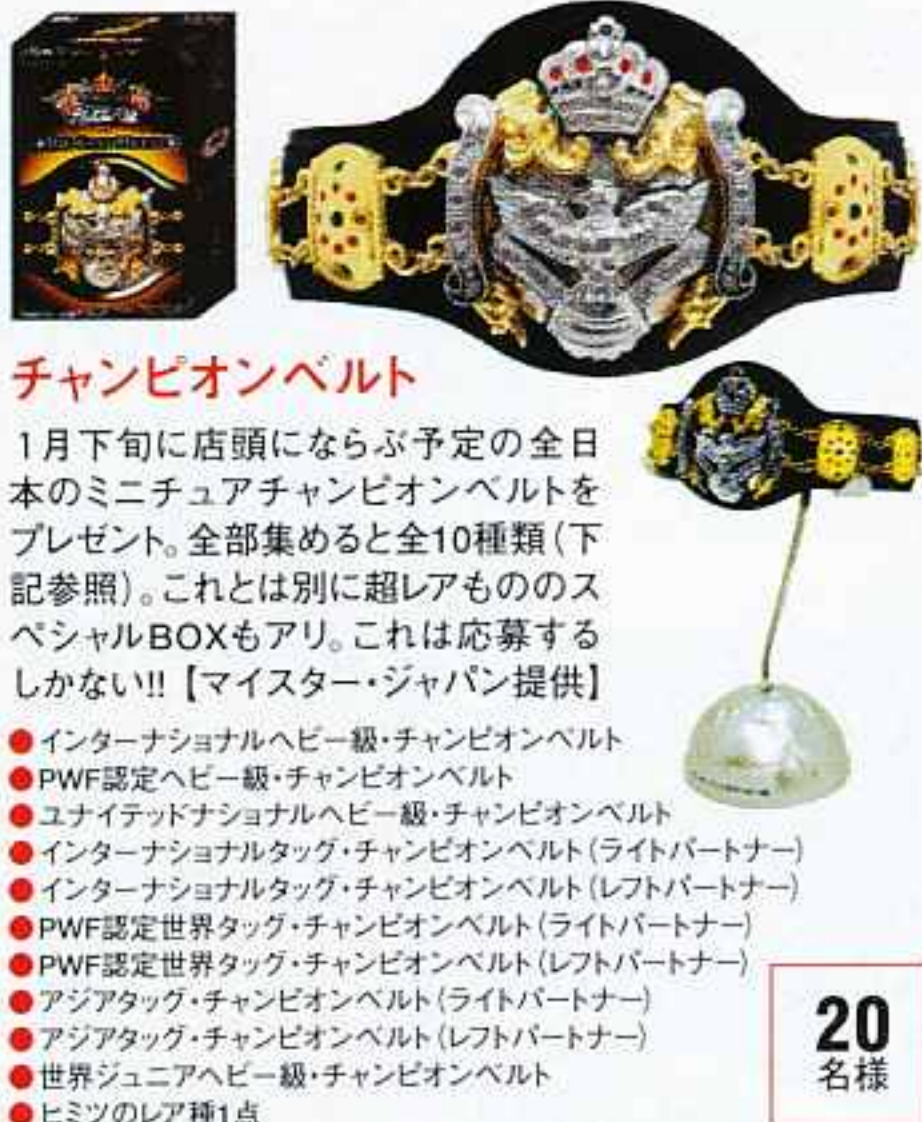 チャンピオンベルト
1月下旬に店頭にならぶ予定の全日
本のミニチュアチャンピオンベルトを
プレゼント。全部集めると全10種類（下
記参照）。これとは別に超レアもののス
ペシャルBOXもアリ。これは応募する
しかない!!【マイスター・ジャパン提供】
●インターナショナルヘビー級・チャンピオンベルト
●PWF認定ヘビー級・チャンピオンベルト
●ユナイテッドナショナルヘビー級・チャンピオンベルト
●インターナショナルタッグ・チャンピオンベルト（ライトパートナー）
●インターナショナルタッグ・チャンピオンベルト（レフトパートナー）
●PWF認定世界タッグ・チャンピオンベルト（ライトパートナー）
●PWF認定世界タッグ・チャンピオンベルト（レフトパートナー）
●アジアタッグ・チャンピオンベルト（ライトパートナー）
●アジアタッグ・チャンピオンベルト（レフトパートナー）
●世界ジュニアヘビー級・チャンピオンベルト
●ヒミツのレア種1点
20
名様